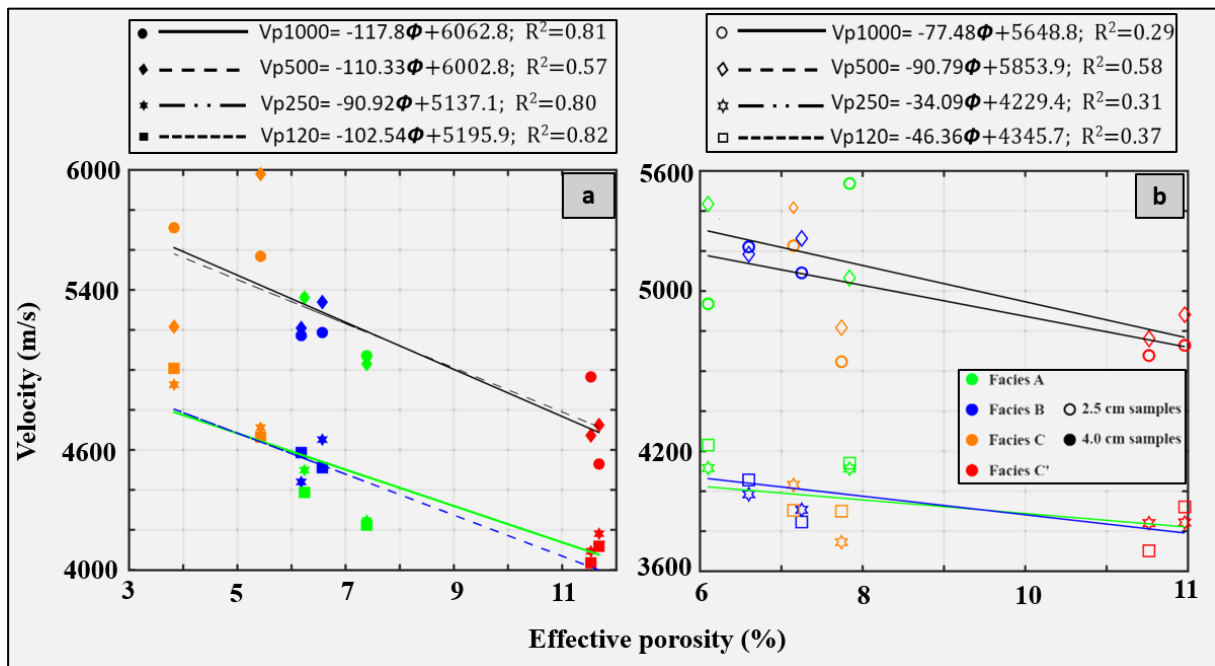 Vp1000= -117.8Φ+6062.8; R²=0.81
Vp500= -110.33Φ+6002.8; R²=0.57
Vp250= -90.92Φ+5137.1; R²=0.80
Vp120= -102.54Φ+5195.9; R²=0.82
Vp1000= -77.48Φ+5648.8; R²=0.29
Vp500= -90.79Φ+5853.9; R²=0.58
Vp250= -34.09Φ+4229.4; R²=0.31
Vp120= -46.36Φ+4345.7; R²=0.37
a
6000
5400
4600
4000
3
5
7
9
11
Velocity (m/s)
b
5600
5000
4200
3600
6
8
10
11
Facies A
Facies B
Facies C
Facies C'
2.5 cm samples
4.0 cm samples
Effective porosity (%)